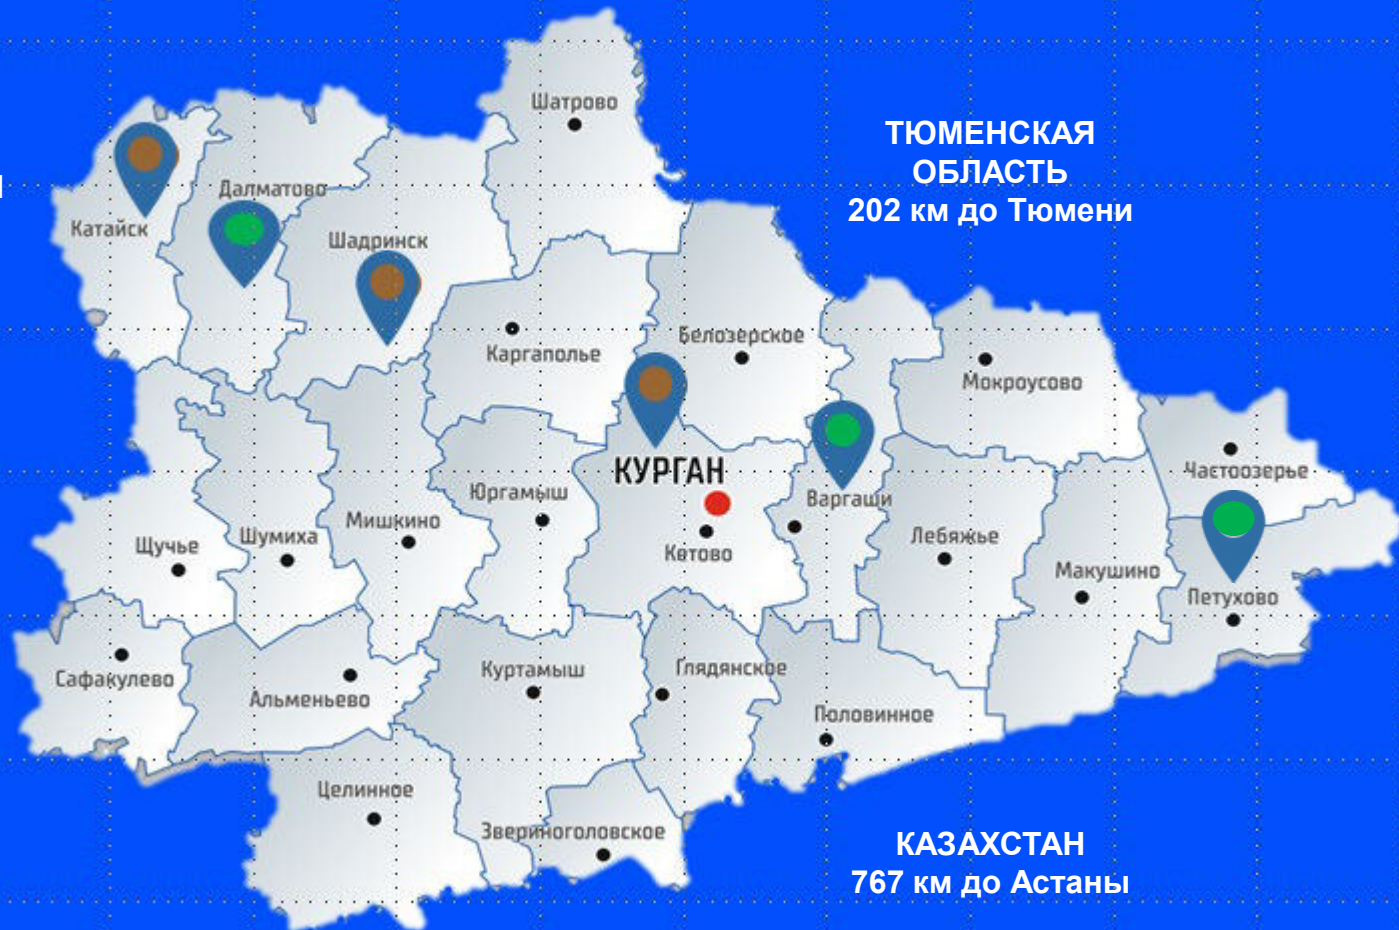 Шатрово
ТЮМЕНСКАЯ
ОБЛАСТЬ
202 км до Тюмени
Далматово
Катайск
Шадринск
Белозерское
Каргаполье
Мокроусово
КУРГАН
Частоозерье
Юргамыш
Варгаши
Мишкино
Шумиха
Лебяжье
Щучье
Кетово
Макушино
Петухово
Куртамыш
Глядянское
Сафакулево
Альменьево
Половинное
Целинное
Звериноголовское
КАЗАХСТАН
767 км до Астаны